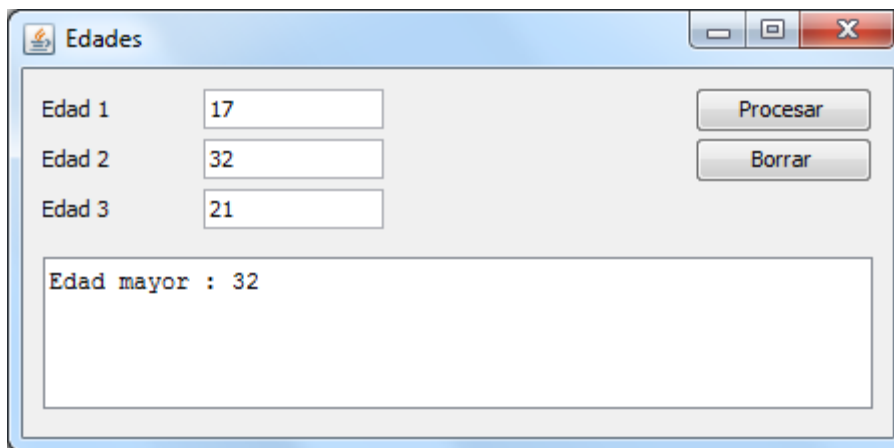 Edades
Edad 1 17 Procesar
Edad 2 32 Borrar
Edad 3 21
Edad mayor : 32